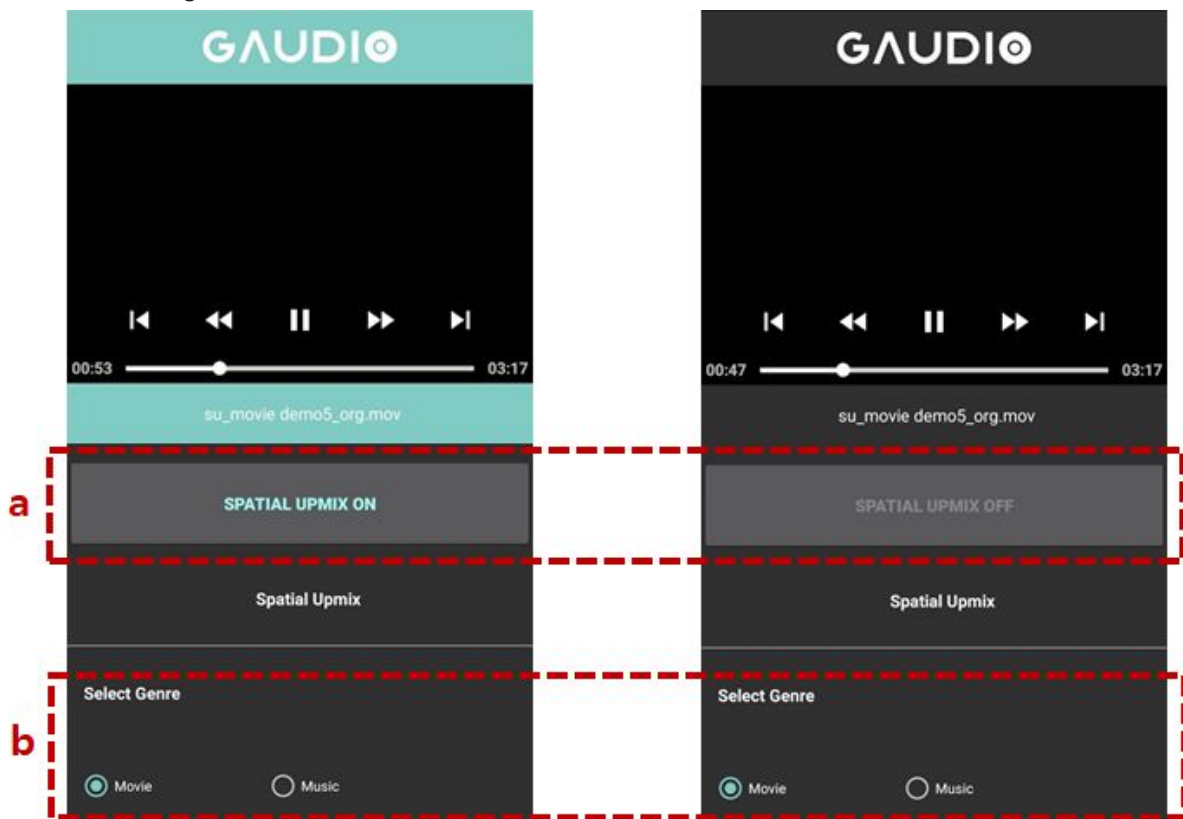 GAUDIO
00:53
03:17
su_movie demo5_org.mov
SPATIAL UPMIX ON
Spatial Upmix
Select Genre
Movie
Music
GAUDIO
00:47
03:17
su_movie demo5_org.mov
SPATIAL UPMIX OFF
Spatial Upmix
Select Genre
Movie
Music
a
b